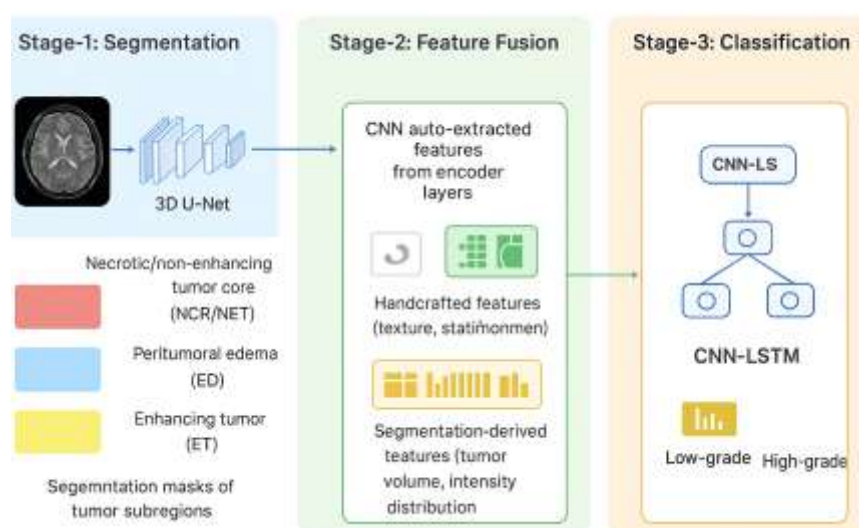 Stage-1: Segmentation
3D U-Net
Necrotic/non-enhancing
tumor core
(NCR/NET)
Peritumoral edema
(ED)
Enhancing tumor
(ET)
Segemntation masks of
tumor subregions
Stage-2: Feature Fusion
CNN auto-extracted
features
from encoder
layers
Handcrafted features
(texture, statimonmen)
Segmentation-derived
teatures (tumor
volume, intensity
distribution
Stage-3: Classification
CNN-LS
CNN-LSTM
Low-grade
High-grade